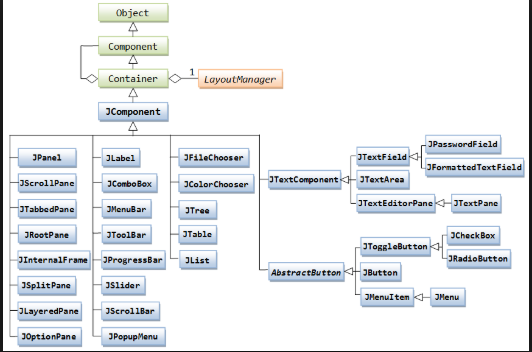 Object
Component
Container
1
LayoutManager
JComponent
JPanel
JScrollPane
JTabbedPane
JRootPane
JInternalFrame
JSplitPane
JLayeredPane
JOptionPane
JLabel
JComboBox
JMenuBar
JToolBar
JProgressBar
JSlider
JScrollBar
JPopupMenu
JFileChooser
JColorChooser
JTree
JTable
JList
JTextComponent
JTextField
JTextArea
JTextEditorPane
JPasswordField
JFormattedTextField
JTextPane
AbstractButton
JToggleButton
JButton
JMenuItem
JCheckBox
JRadioButton
JMenu